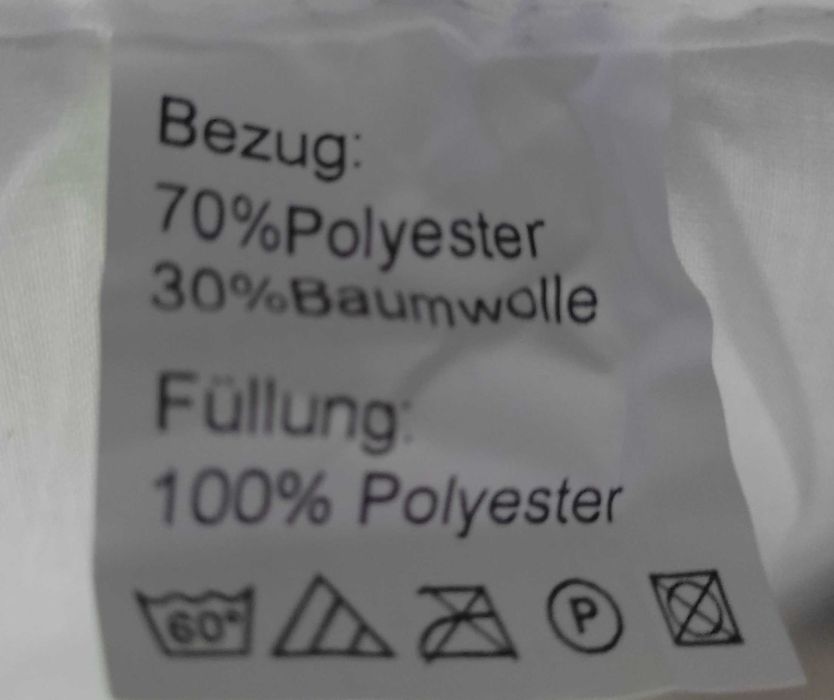 Bezug:
70%Polyester
30%Baumwolle
Füllung:
100% Polyester
60° P